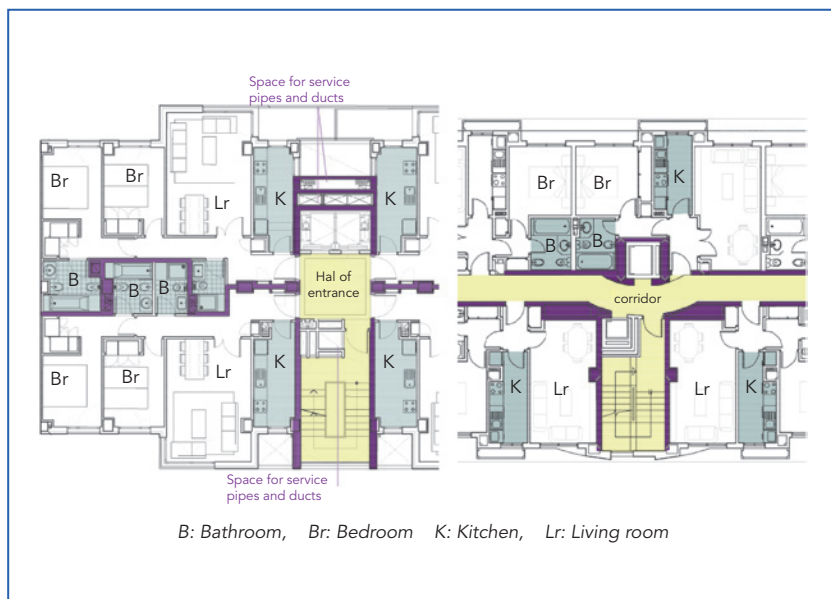 Space for service
pipes and ducts
Br
Br
Lr
K
K
Br
Br
K
Hal of
entrance
corridor
B
B
B
B
B
Br
Br
Lr
K
K
K
Lr
Lr
K
Space for service
pipes and ducts
B: Bathroom, Br: Bedroom K: Kitchen, Lr: Living room